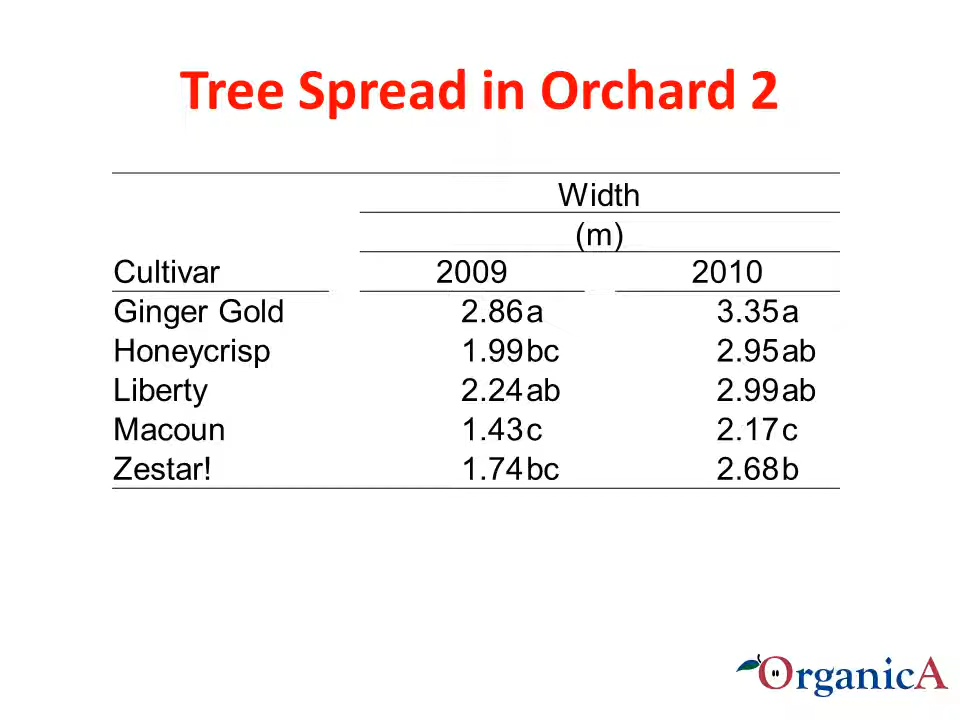 Tree Spread in Orchard 2
Width
(m)
Cultivar 2009 2010
Ginger Gold 2.86a 3.35a
Honeycrisp 1.99bc 2.95ab
Liberty 2.24ab 2.99ab
Macoun 1.43c 2.17c
Zestar! 1.74bc 2.68b
OrganicA